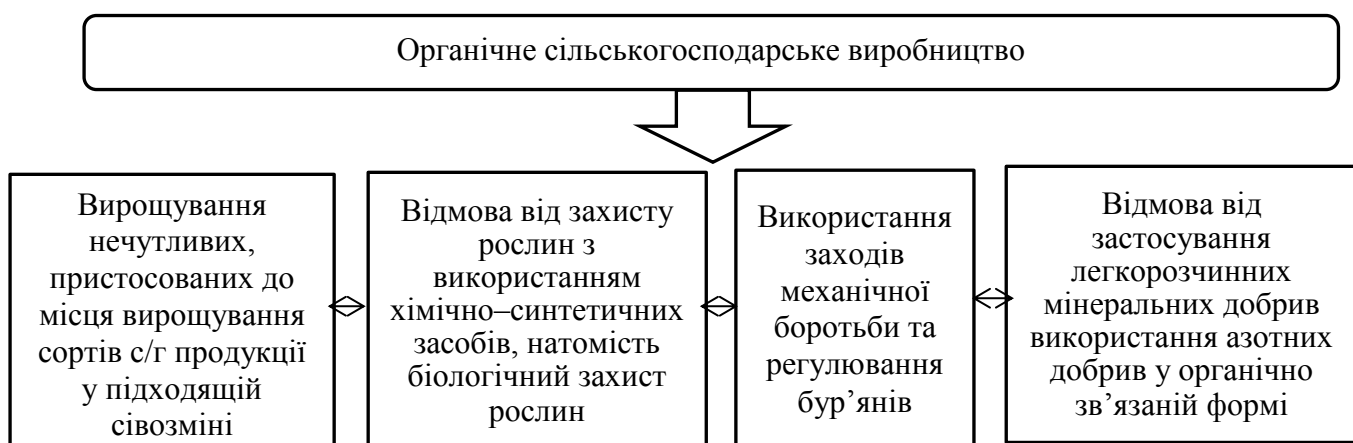 Органічне сільськогосподарське виробництво
Вирощування
нечутливих,
пристосованих до
місця вирощування
сортів с/г продукції
у підходящій
сівозміні
Відмова від захисту
рослин з
використанням
хімічно–синтетичних
засобів, натомість
біологічний захист
рослин
Використання
заходів
механічної
боротьби та
регулювання
бур’янів
Відмова від
застосування
легкорозчинних
мінеральних добрив
використання азотних
добрив у органічно
зв’язаній формі